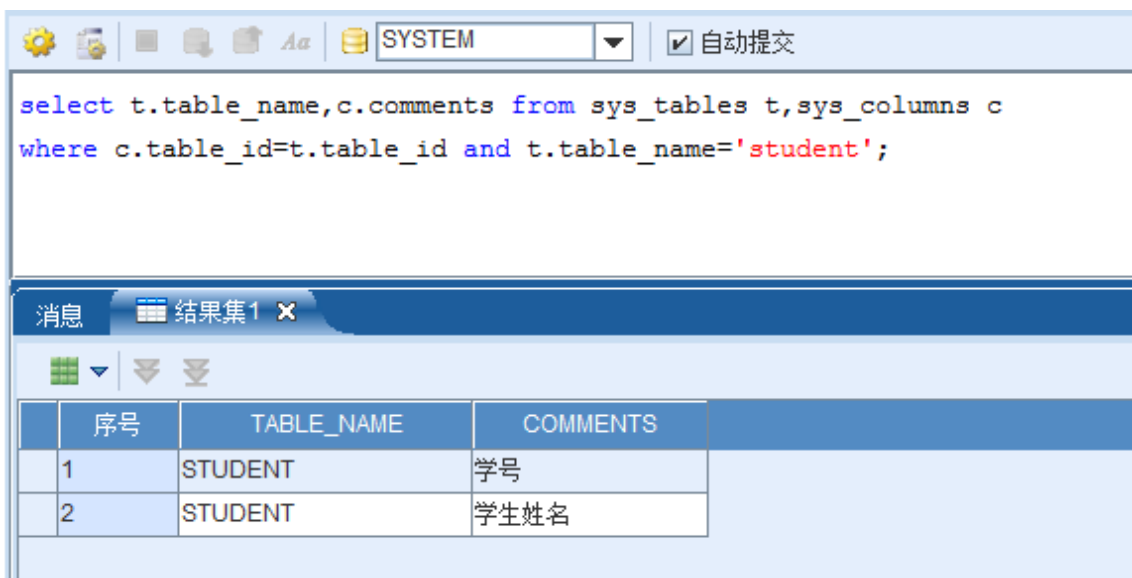 Aa SYSTEM 自动提交
select t.table_name,c.comments from sys_tables t,sys_columns c
where c.table_id=t.table_id and t.table_name='student';
消息 结果集1
序号 TABLE_NAME COMMENTS
1 STUDENT 学号
2 STUDENT 学生姓名